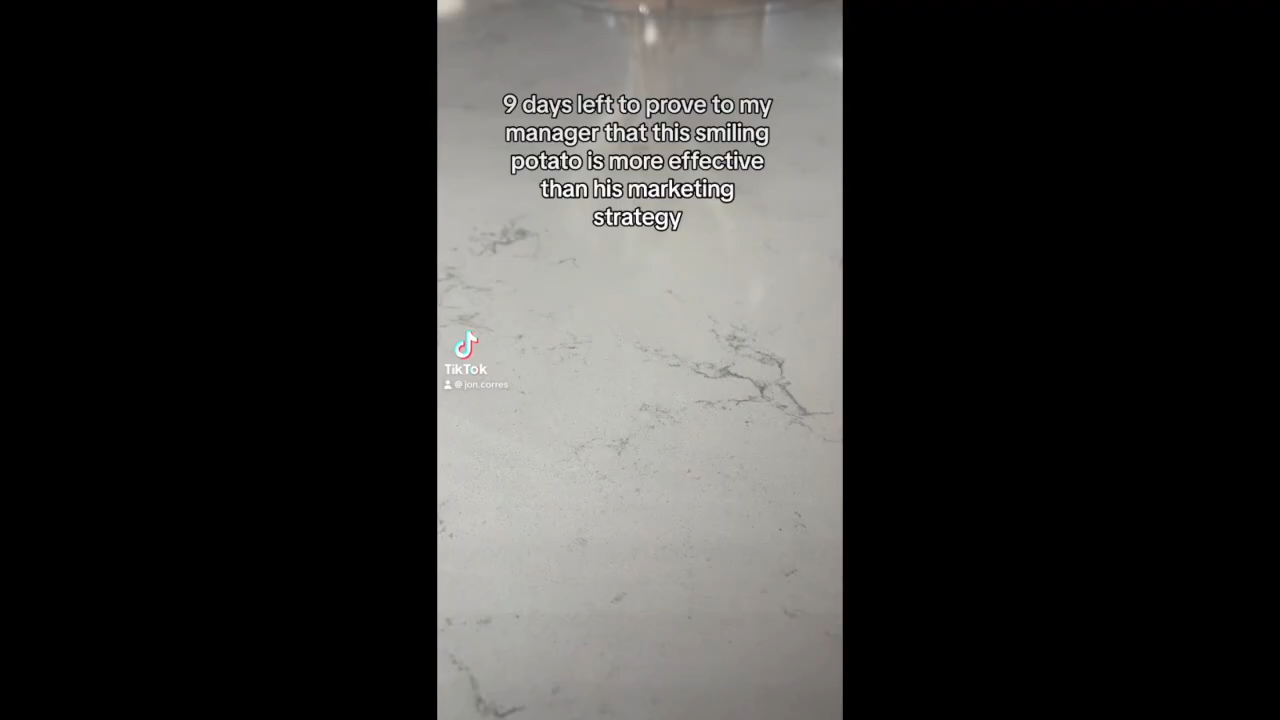 9 days left to prove to my
manager that this smiling
potato is more effective
than his marketing
strategy
TikTok
@jon.corres